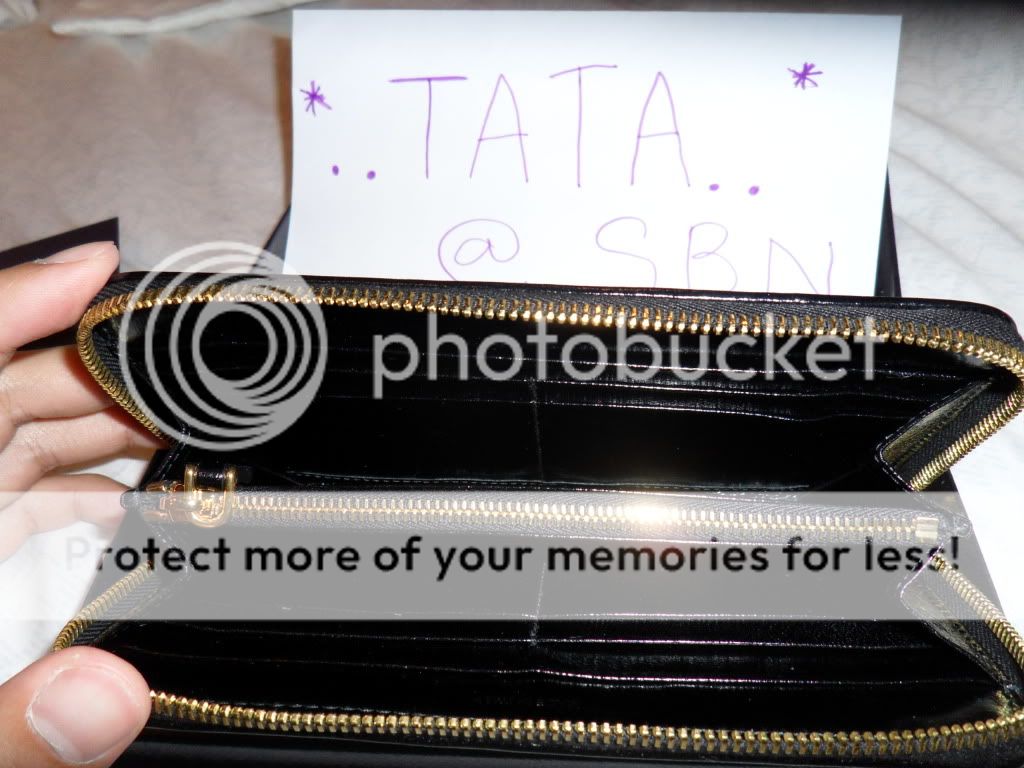 * ..TATA.. *
@ SBN
photobucket
Protect more of your memories for less!